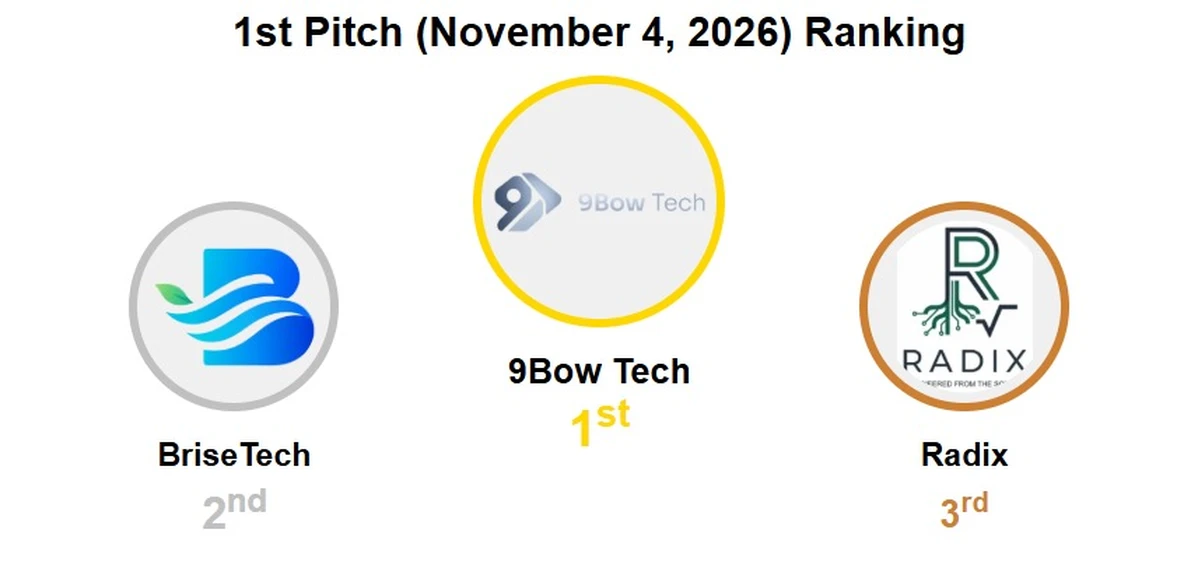 1st Pitch (November 4, 2026) Ranking
9Bow Tech
9Bow Tech
1st
BriseTech
2nd
RADIX
Radix
3rd